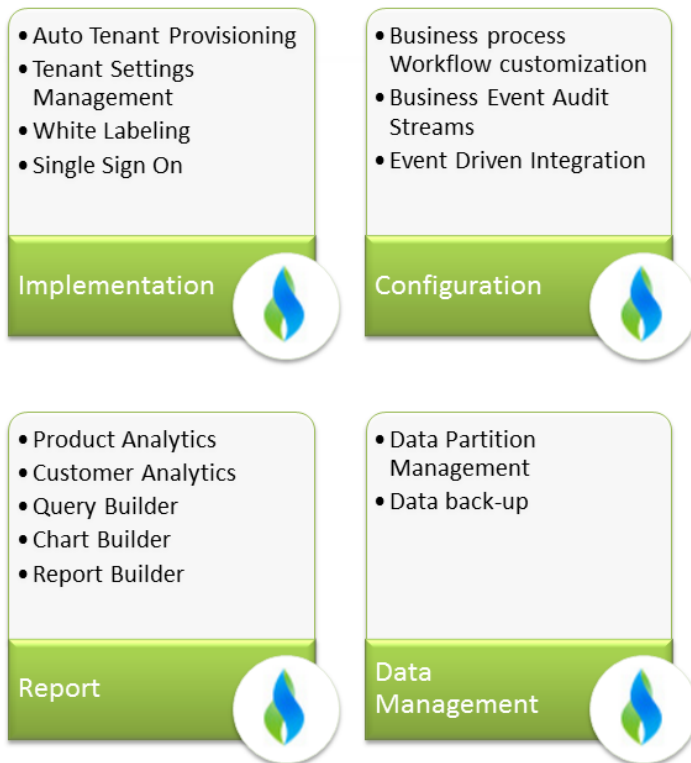 • Auto Tenant Provisioning
• Tenant Settings
Management
• White Labeling
• Single Sign On
Implementation
• Business process
Workflow customization
• Business Event Audit
Streams
• Event Driven Integration
Configuration
• Product Analytics
• Customer Analytics
• Query Builder
• Chart Builder
• Report Builder
Report
• Data Partition
Management
• Data back-up
Data
Management